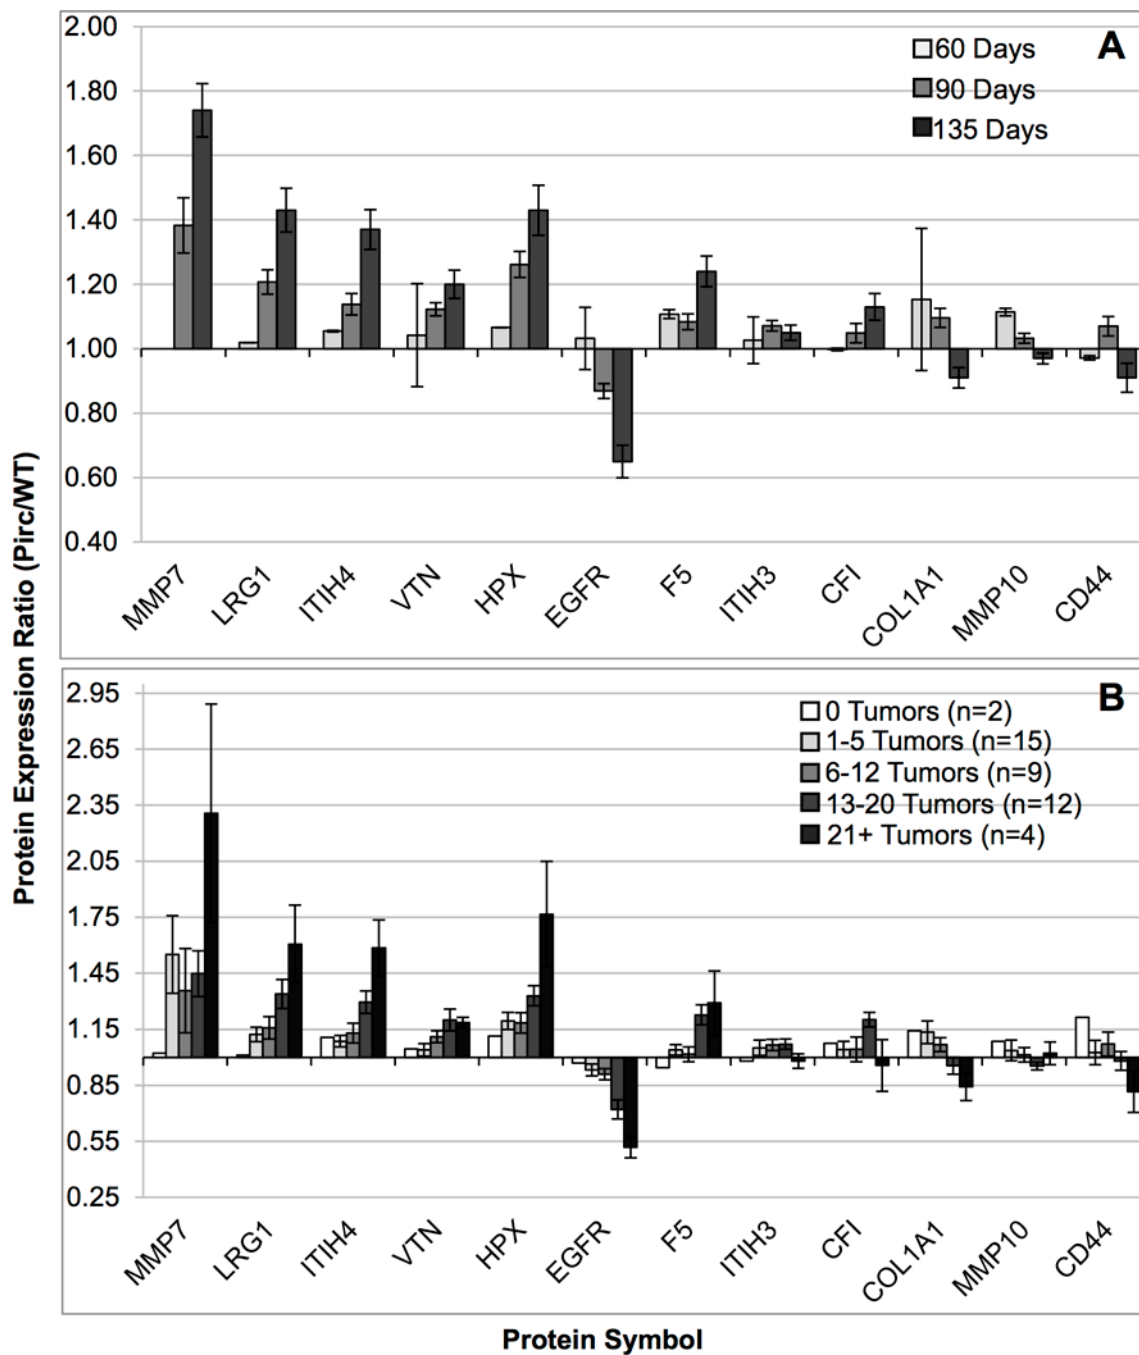 Protein Expression Ratio (Pirc/WT)
A
60 Days
90 Days
135 Days
2.00
1.80
1.60
1.40
1.20
1.00
0.80
0.60
0.40
MMP7
LRG1
ITIH4
VTN
HPX
EGFR
F5
ITIH3
CFI
COL1A1
MMP10
CD44
B
0 Tumors (n=2)
1-5 Tumors (n=15)
6-12 Tumors (n=9)
13-20 Tumors (n=12)
21+ Tumors (n=4)
2.95
2.65
2.35
2.05
1.75
1.45
1.15
0.85
0.55
0.25
MMP7
LRG1
ITIH4
VTN
HPX
EGFR
F5
ITIH3
CFI
COL1A1
MMP10
CD44
Protein Symbol